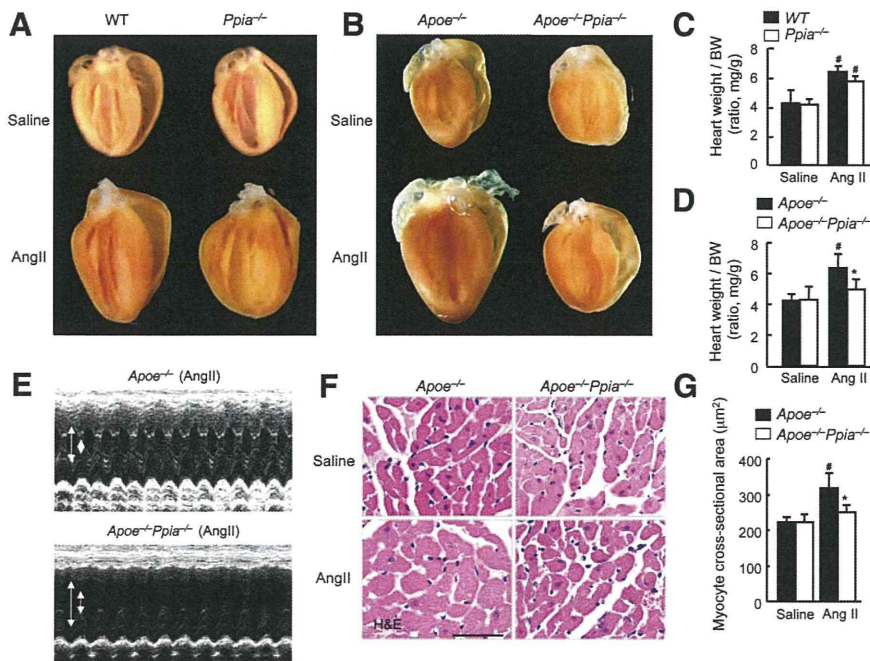 A
WT
Ppia–/–
Saline
AngII
B
Apoe–/–
Apoe–/–Ppia–/–
Saline
AngII
C
WT
Ppia–/–
Heart weight / BW
(ratio, mg/g)
8
6
4
2
0
#
#
Saline
Ang II
D
Apoe–/–
Apoe–/–Ppia–/–
Heart weight / BW
(ratio, mg/g)
8
6
4
2
0
#
*
Saline
Ang II
E
Apoe–/– (AngII)
Apoe–/–Ppia–/– (AngII)
F
Apoe–/–
Apoe–/–Ppia–/–
Saline
AngII
H&E
G
Apoe–/–
Apoe–/–Ppia–/–
Myocyte cross-sectional area (μm²)
400
300
200
100
0
#
*
Saline
Ang II